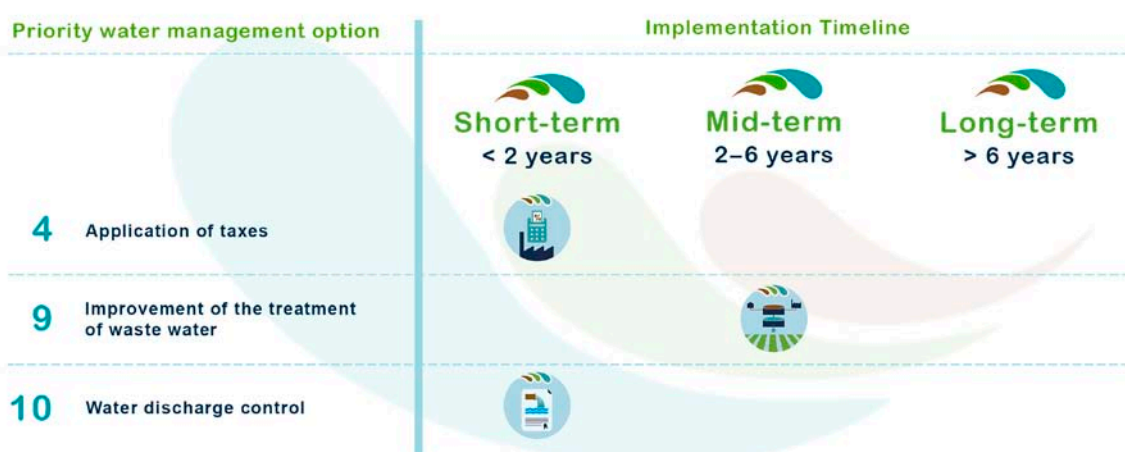 Priority water management option
Implementation Timeline
Short-term
Mid-term
Long-term
< 2 years
2–6 years
> 6 years
4 Application of taxes
9 Improvement of the treatment
of waste water
10 Water discharge control